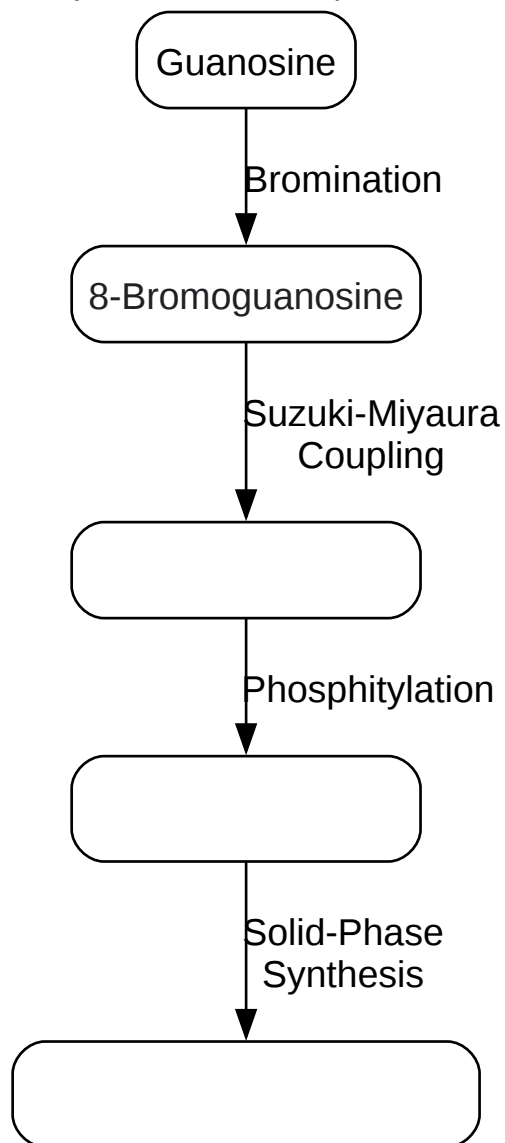 Guanosine
Bromination
8-Bromoguanosine
Suzuki-Miyaura
Coupling
Phosphitylation
Solid-Phase
Synthesis